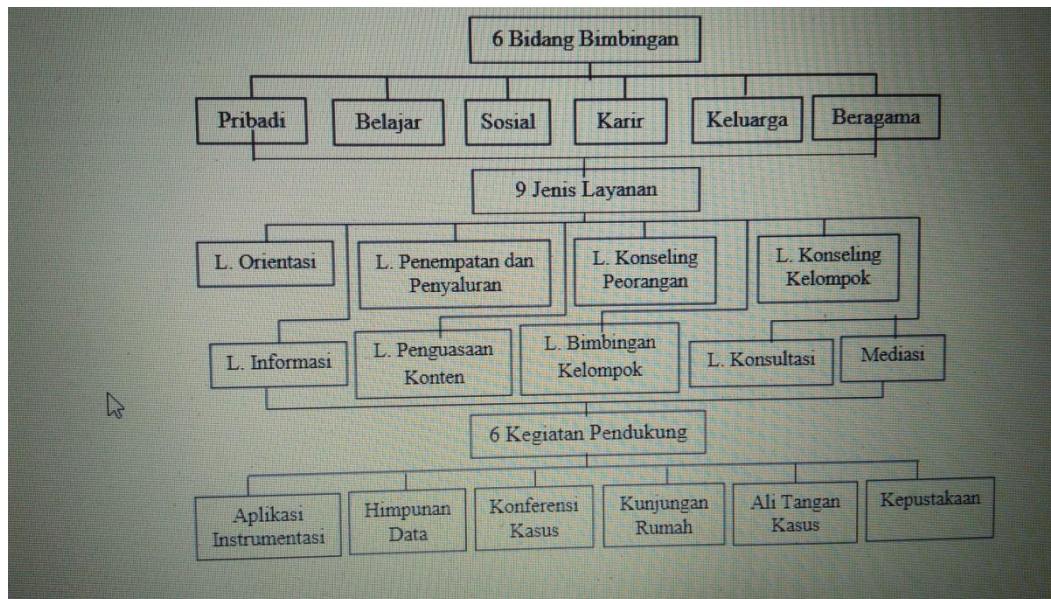 6 Bidang Bimbingan
Pribadi
Belajar
Sosial
Karir
Keluarga
Beragama
9 Jenis Layanan
L. Orientasi
L. Penempatan dan
Penyaluran
L. Konseling
Peorangan
L. Konseling
Kelompok
L. Informasi
L. Penguasaan
Konten
L. Bimbingan
Kelompok
L. Konsultasi
Mediasi
6 Kegiatan Pendukung
Aplikasi
Instrumentasi
Himpunan
Data
Konferensi
Kasus
Kunjungan
Rumah
Ali Tangan
Kasus
Kepustakaan